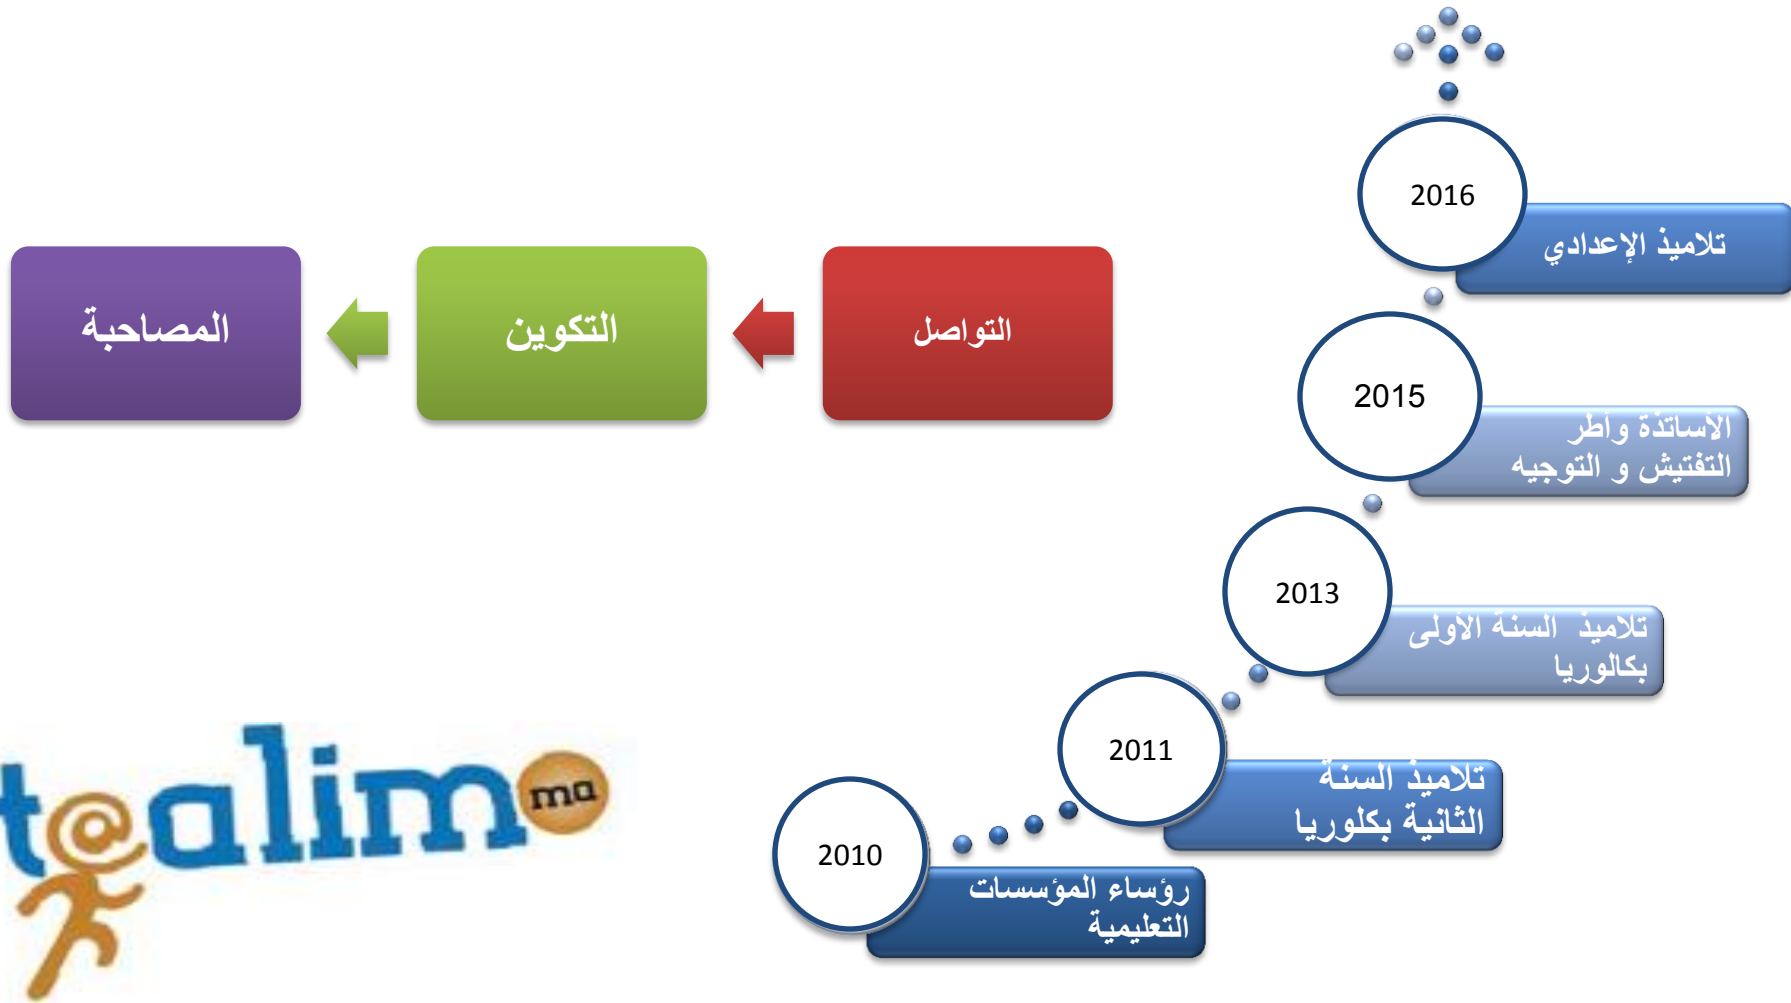 2016
تلاميذ الإعدادي
التواصل
التكوين
المصاحبة
2015
الأساتذة وأطر
التفتيش و التوجيه
2013
تلاميذ السنة الأولى
بكالوريا
2011
تلاميذ السنة
الثانية بكلوريا
2010
رؤساء المؤسسات
التعليمية
t@alim
ma